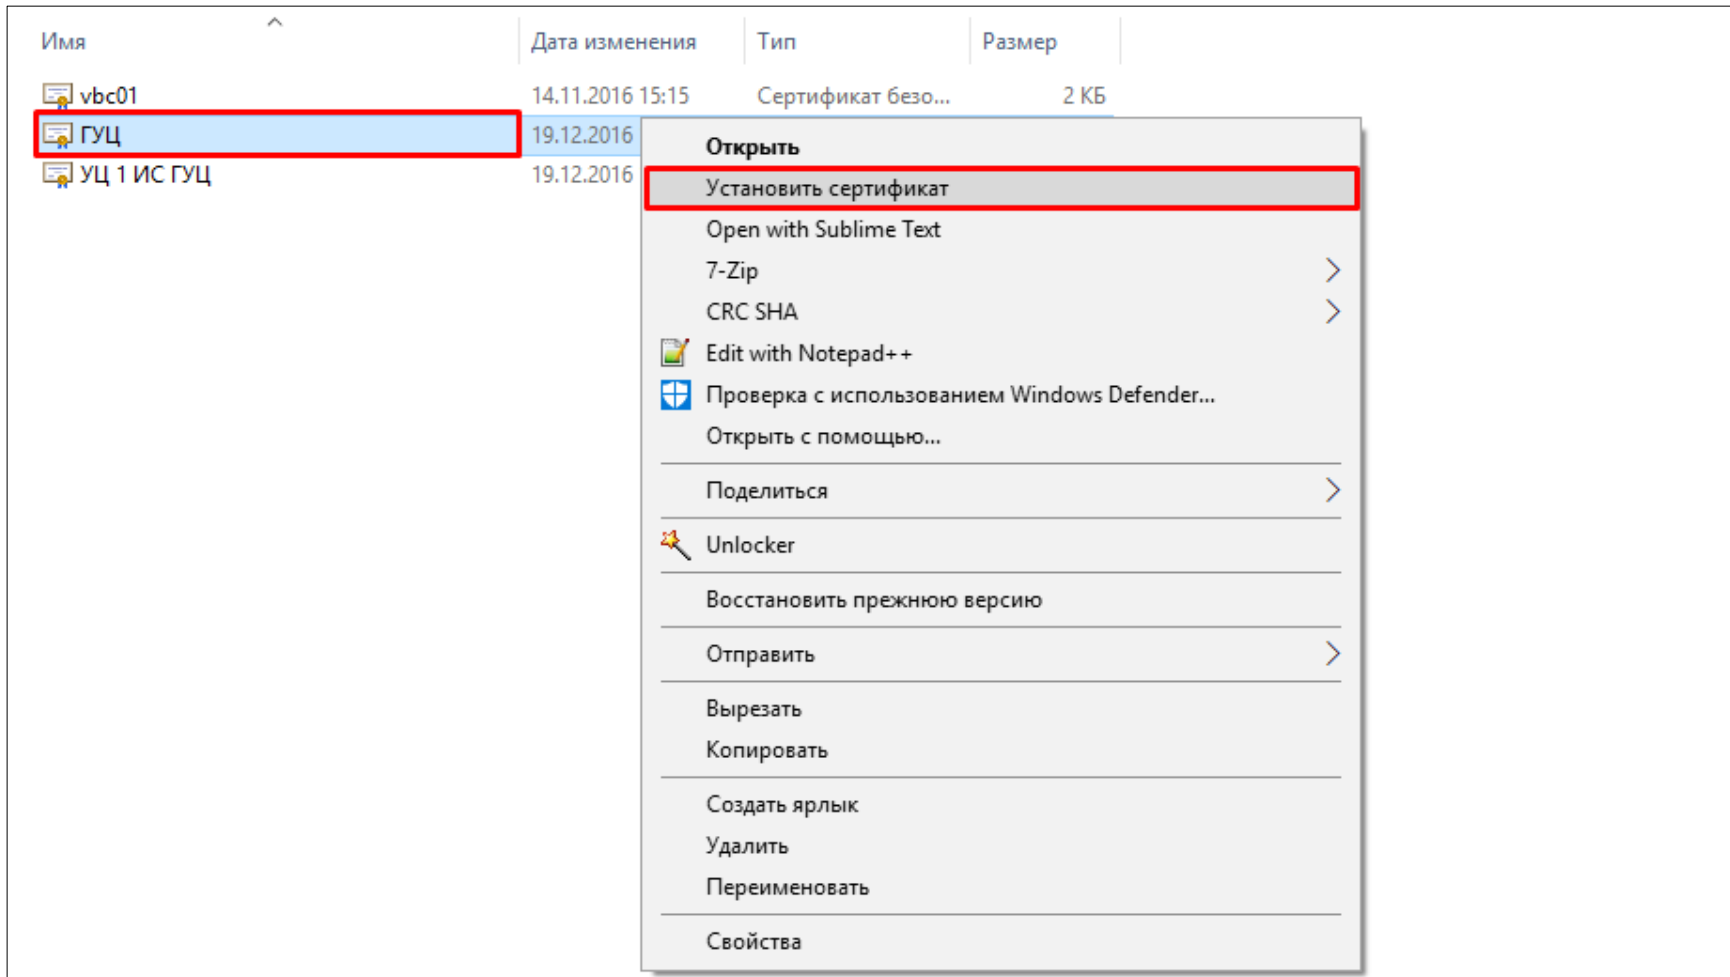 Имя Дата изменения Тип Размер
vbc01 14.11.2016 15:15 Сертификат безо... 2 КБ
ГУЦ 19.12.2016
УЦ 1 ИС ГУЦ 19.12.2016
Открыть
Установить сертификат
Open with Sublime Text
7-Zip
CRC SHA
Edit with Notepad++
Проверка с использованием Windows Defender...
Открыть с помощью...
Поделиться
Unlocker
Восстановить прежнюю версию
Отправить
Вырезать
Копировать
Создать ярлык
Удалить
Переименовать
Свойства